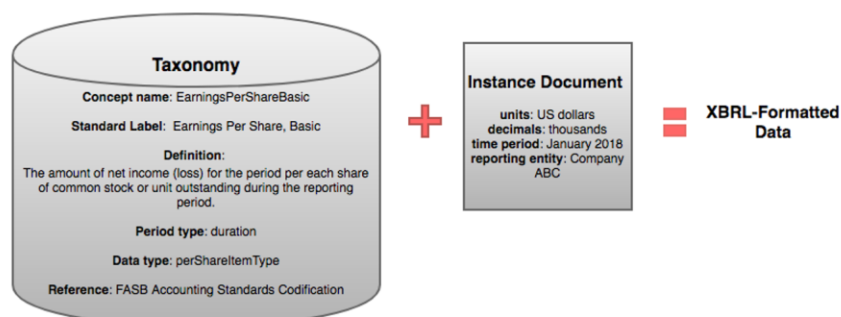 Taxonomy
Concept name: EarningsPerShareBasic
Standard Label: Earnings Per Share, Basic
Definition:
The amount of net income (loss) for the period per each share
of common stock or unit outstanding during the reporting
period.
Period type: duration
Data type: perShareItemType
Reference: FASB Accounting Standards Codification
+
Instance Document
units: US dollars
decimals: thousands
time period: January 2018
reporting entity: Company
ABC
=
XBRL-Formatted
Data